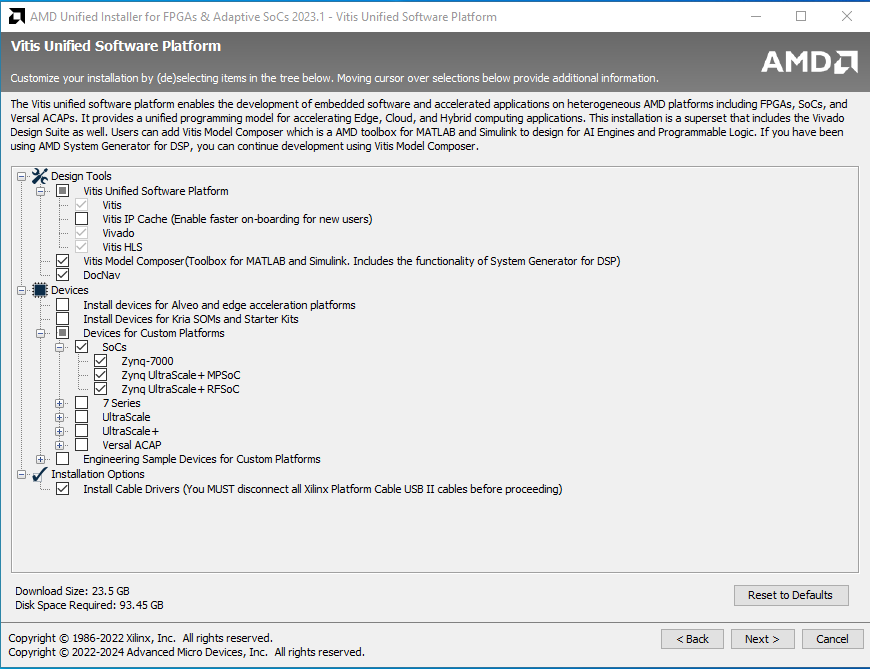 AMD Unified Installer for FPGAs & Adaptive SoCs 2023.1 - Vitis Unified Software Platform
Vitis Unified Software Platform
Customize your installation by (de)selecting items in the tree below. Moving cursor over selections below provide additional information.
AMD
The Vitis unified software platform enables the development of embedded software and accelerated applications on heterogeneous AMD platforms including FPGAs, SoCs, and
Versal ACAPs. It provides a unified programming model for accelerating Edge, Cloud, and Hybrid computing applications. This installation is a superset that includes the Vivado
Design Suite as well. Users can add Vitis Model Composer which is a AMD toolbox for MATLAB and Simulink to design for AI Engines and Programmable Logic. If you have been
using AMD System Generator for DSP, you can continue development using Vitis Model Composer.
Design Tools
Vitis Unified Software Platform
Vitis
Vitis IP Cache (Enable faster on-boarding for new users)
Vivado
Vitis HLS
Vitis Model Composer(Toolbox for MATLAB and Simulink. Includes the functionality of System Generator for DSP)
DocNav
Devices
Install devices for Alveo and edge acceleration platforms
Install Devices for Kria SOMs and Starter Kits
Devices for Custom Platforms
SoCs
Zynq-7000
Zynq UltraScale+ MPSoC
Zynq UltraScale+ RFSoC
7 Series
UltraScale
UltraScale+
Versal ACAP
Engineering Sample Devices for Custom Platforms
Installation Options
Install Cable Drivers (You MUST disconnect all Xilinx Platform Cable USB II cables before proceeding)
Download Size: 23.5 GB
Disk Space Required: 93.45 GB
Reset to Defaults
Copyright © 1986-2022 Xilinx, Inc. All rights reserved.
Copyright © 2022-2024 Advanced Micro Devices, Inc. All rights reserved.
< Back
Next >
Cancel